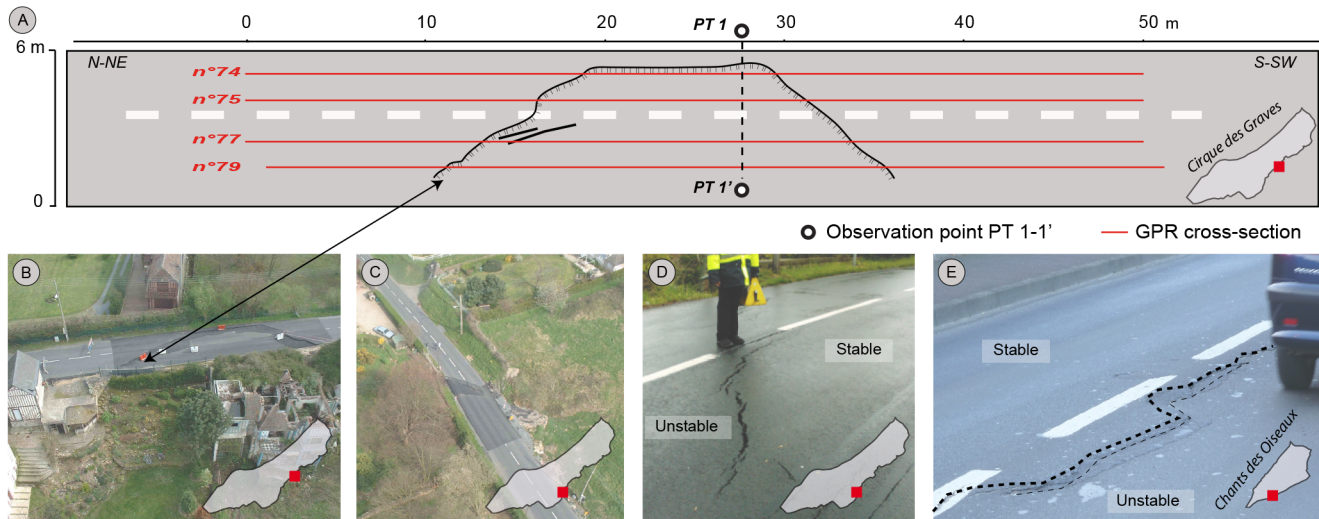 A
0 10 20 30 40 50 m
PT 1
6 m
N-NE
S-SW
n°74
n°75
n°77
n°79
Cirque des Graves
PT 1'
0
Observation point PT 1-1'
GPR cross-section
B
C
D
Stable
Unstable
E
Stable
Unstable
Chants des Oiseaux